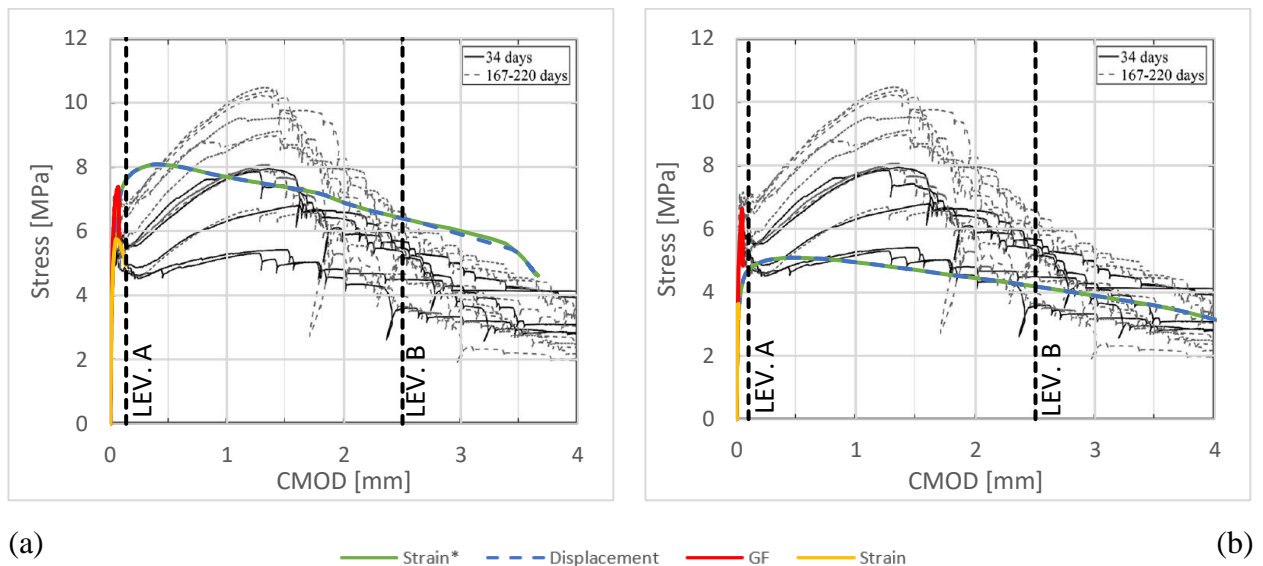 12
10
8
6
4
2
0
Stress [MPa]
34 days
167-220 days
LEV. A
LEV. B
0 1 2 3 4
CMOD [mm]
12
10
8
6
4
2
0
Stress [MPa]
34 days
167-220 days
LEV. A
LEV. B
0 1 2 3 4
CMOD [mm]
(a)
Strain* Displacement GF Strain
(b)